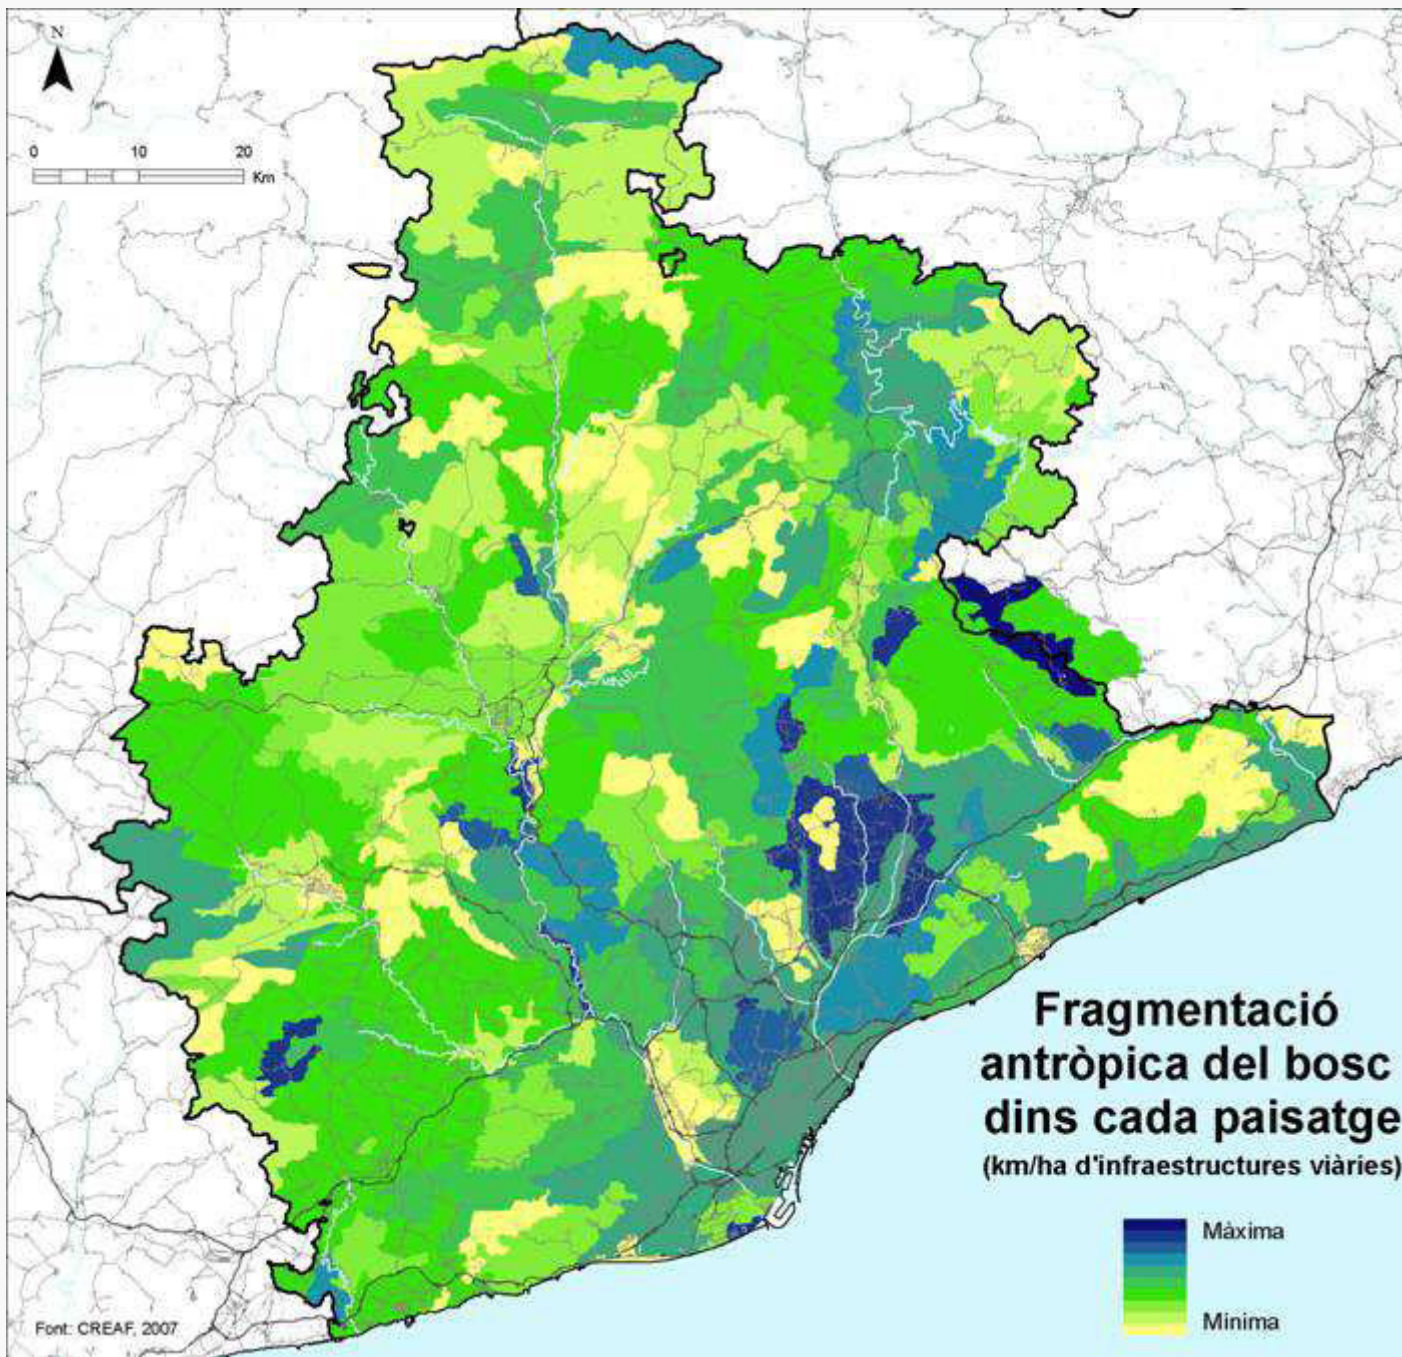 N
0 10 20
Km
Fragmentació
antròpica del bosc
dins cada paisatge
(km/ha d'infraestructures viàries)
Màxima
Mínima
Font: CREAF, 2007